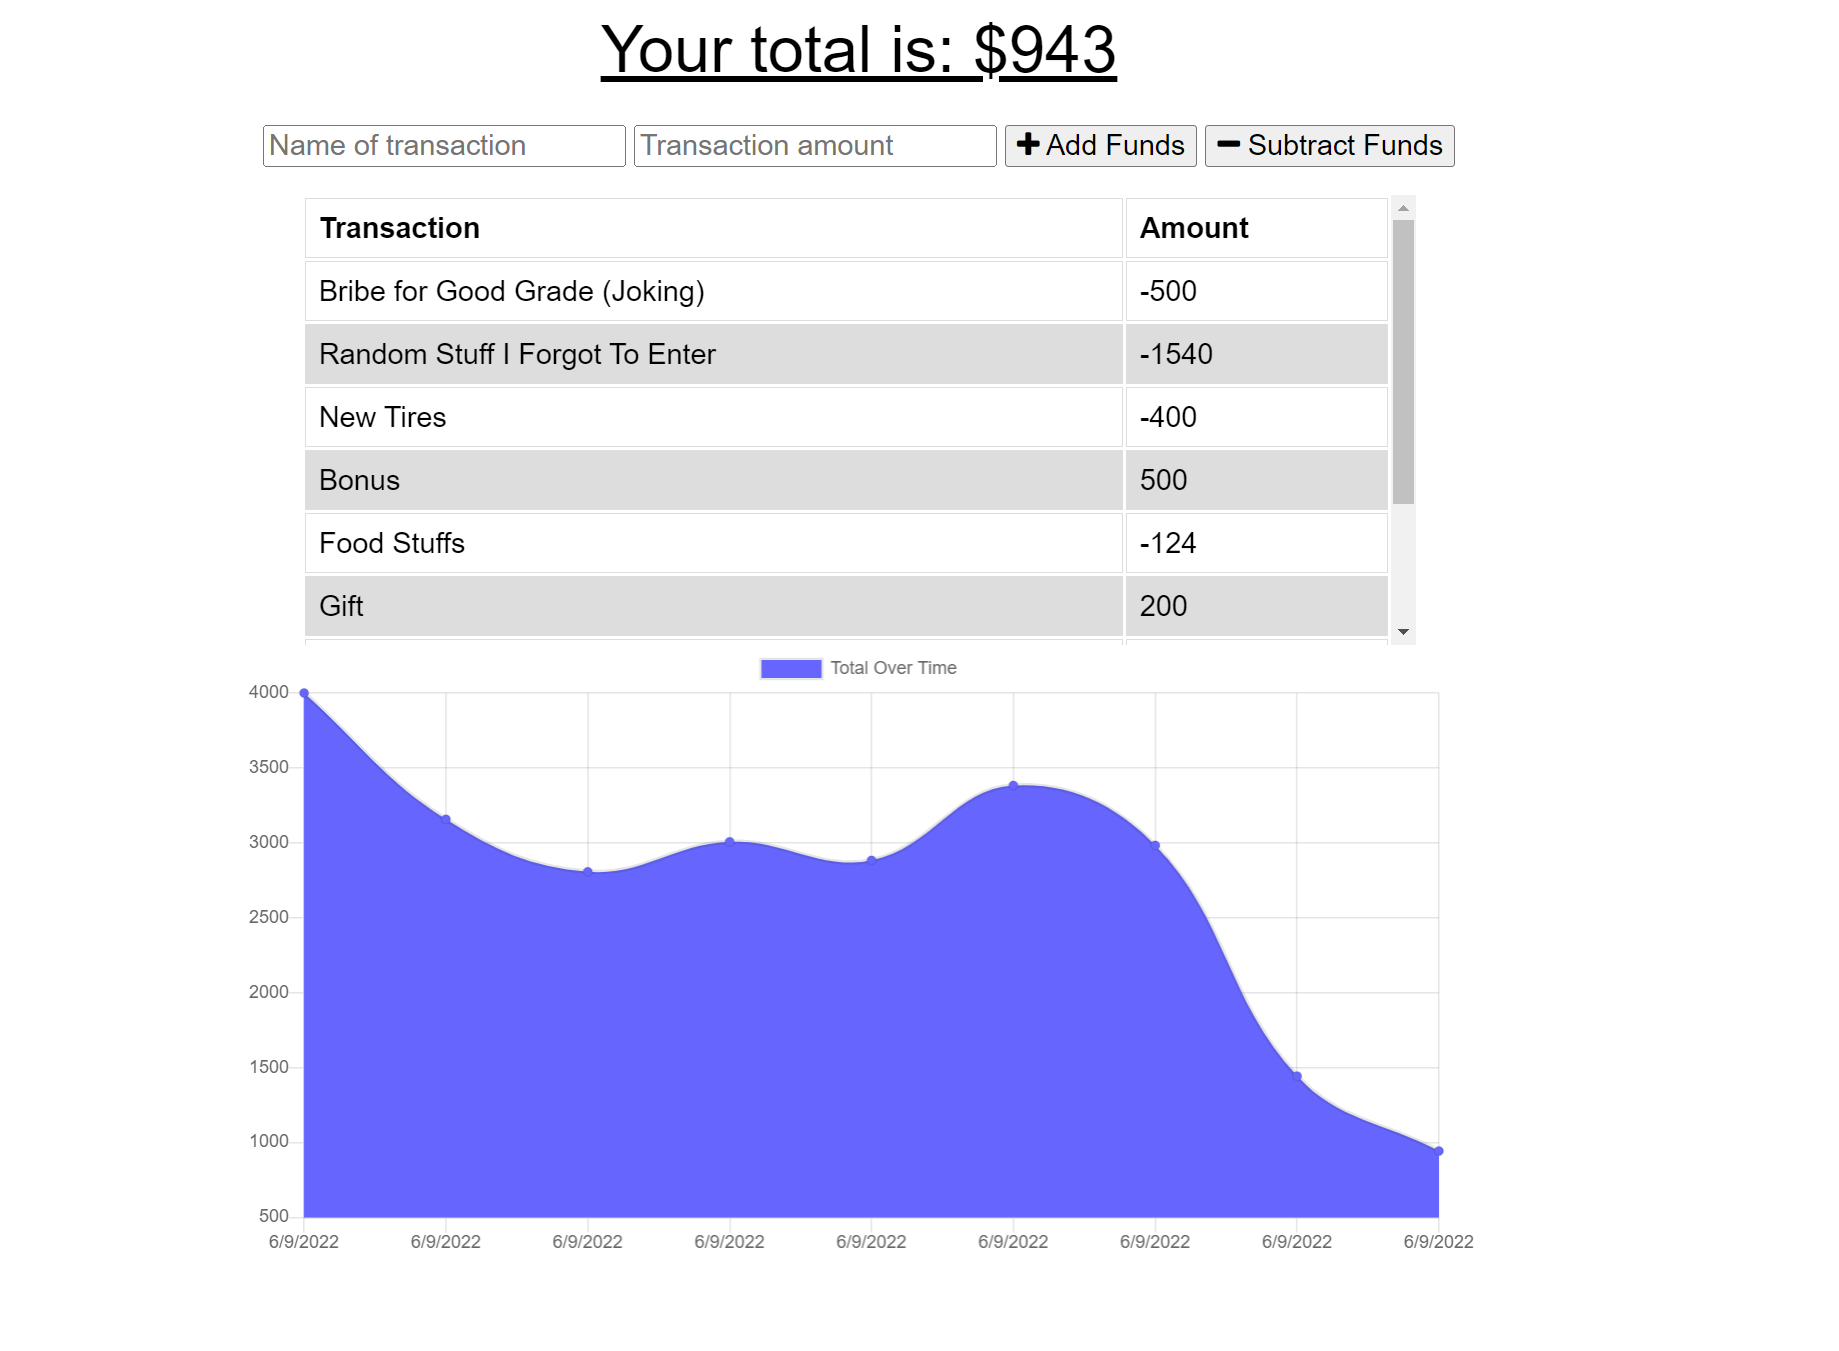 Your total is: $943
Name of transaction Transaction amount Add Funds Subtract Funds
Transaction Amount
Bribe for Good Grade (Joking) -500
Random Stuff I Forgot To Enter -1540
New Tires -400
Bonus 500
Food Stuffs -124
Gift 200
Total Over Time
4000
3500
3000
2500
2000
1500
1000
500
6/9/2022 6/9/2022 6/9/2022 6/9/2022 6/9/2022 6/9/2022 6/9/2022 6/9/2022 6/9/2022